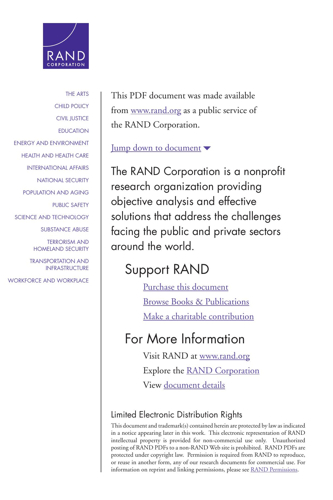 RAND
CORPORATION
THE ARTS
CHILD POLICY
CIVIL JUSTICE
EDUCATION
ENERGY AND ENVIRONMENT
HEALTH AND HEALTH CARE
INTERNATIONAL AFFAIRS
NATIONAL SECURITY
POPULATION AND AGING
PUBLIC SAFETY
SCIENCE AND TECHNOLOGY
SUBSTANCE ABUSE
TERRORISM AND
HOMELAND SECURITY
TRANSPORTATION AND
INFRASTRUCTURE
WORKFORCE AND WORKPLACE
This PDF document was made available
from www.rand.org as a public service of
the RAND Corporation.
Jump down to document
The RAND Corporation is a nonprofit
research organization providing
objective analysis and effective
solutions that address the challenges
facing the public and private sectors
around the world.
Support RAND
Purchase this document
Browse Books & Publications
Make a charitable contribution
For More Information
Visit RAND at www.rand.org
Explore the RAND Corporation
View document details
Limited Electronic Distribution Rights
This document and trademark(s) contained herein are protected by law as indicated
in a notice appearing later in this work. This electronic representation of RAND
intellectual property is provided for non-commercial use only. Unauthorized
posting of RAND PDFs to a non-RAND Web site is prohibited. RAND PDFs are
protected under copyright law. Permission is required from RAND to reproduce,
or reuse in another form, any of our research documents for commercial use. For
information on reprint and linking permissions, please see RAND Permissions.